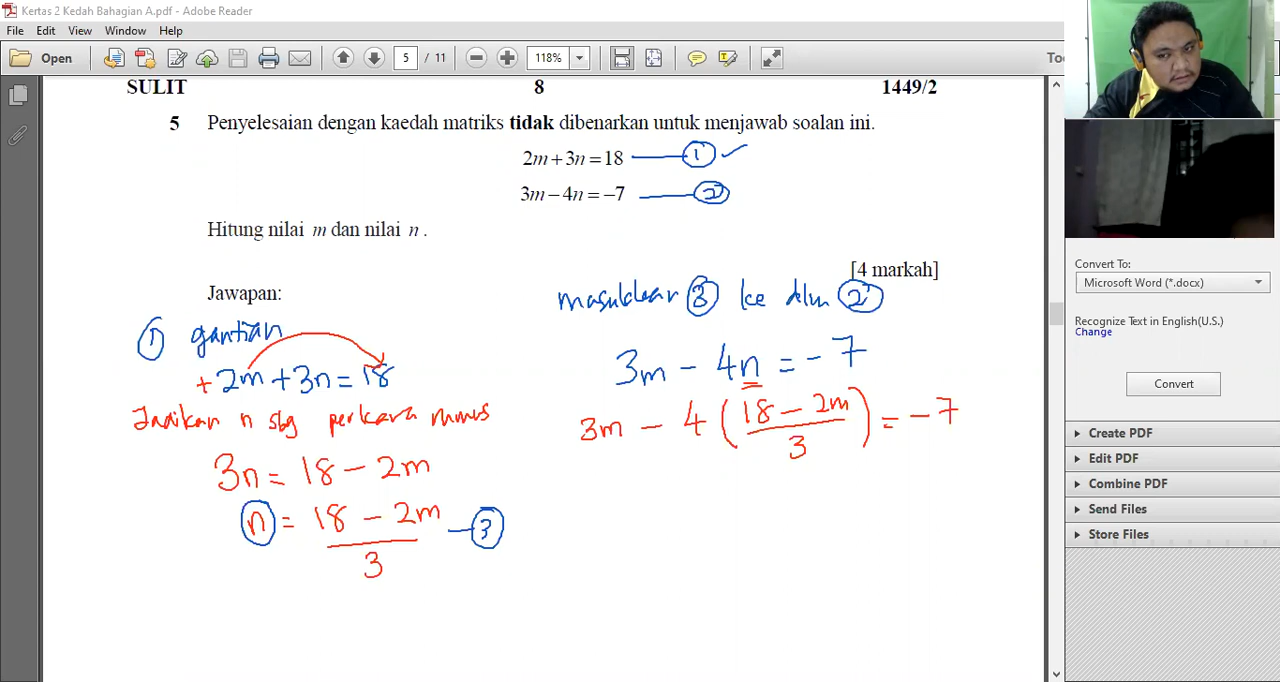 Kertas 2 Kedah Bahagian A.pdf - Adobe Reader
File Edit View Window Help
Open 5 / 11 118% To
SULIT 8 1449/2
5 Penyelesaian dengan kaedah matriks tidak dibenarkan untuk menjawab soalan ini.
2m + 3n = 18 1
3m − 4n = −7 2
Hitung nilai m dan nilai n .
[4 markah]
Jawapan:
1 gantian
+2m + 3n = 18
Jadikan n sbg perkara rumus
3n = 18 − 2m
n = 18 − 2m 3
3
masukkan 3 ke dlm 2
3m − 4n = −7
3m − 4 ( 18 − 2m ) = −7
3
Convert To:
Microsoft Word (*.docx)
Recognize Text in English(U.S.)
Change
Convert
Create PDF
Edit PDF
Combine PDF
Send Files
Store Files